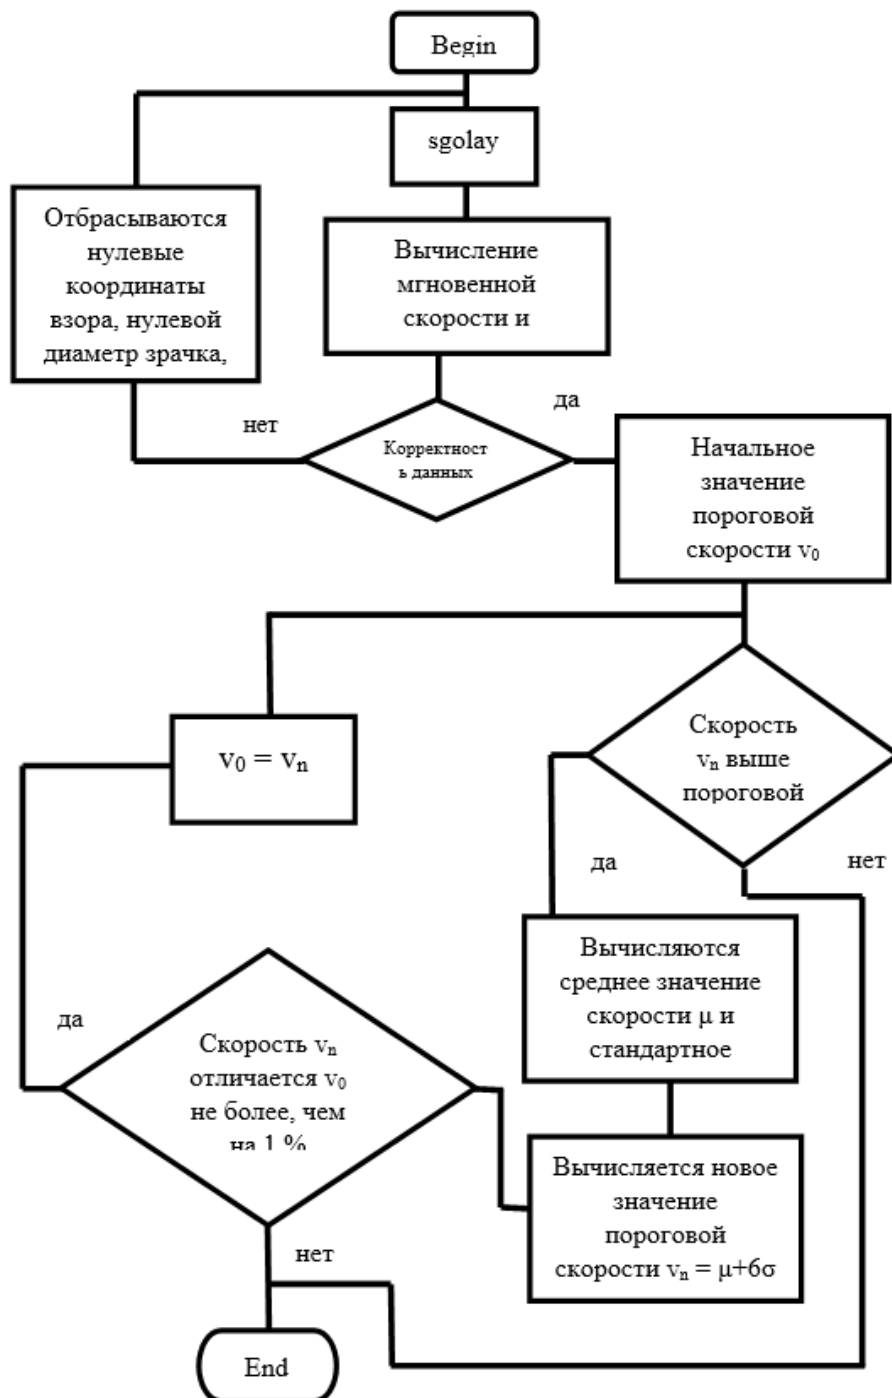 Begin
sgolay
Отбрасываются
нулевые
координаты
взора, нулевой
диаметр зрачка,
Вычисление
мгновенной
скорости и
нет
да
Корректност
ь данных
Начальное
значение
пороговой
скорости v₀
v₀ = vₙ
Скорость
vₙ выше
пороговой
да
нет
Вычисляются
среднее значение
скорости μ и
стандартное
да
Скорость vₙ
отличается v₀
не более, чем
на 1 %
Вычисляется новое
значение
пороговой
скорости vₙ = μ+6σ
нет
End